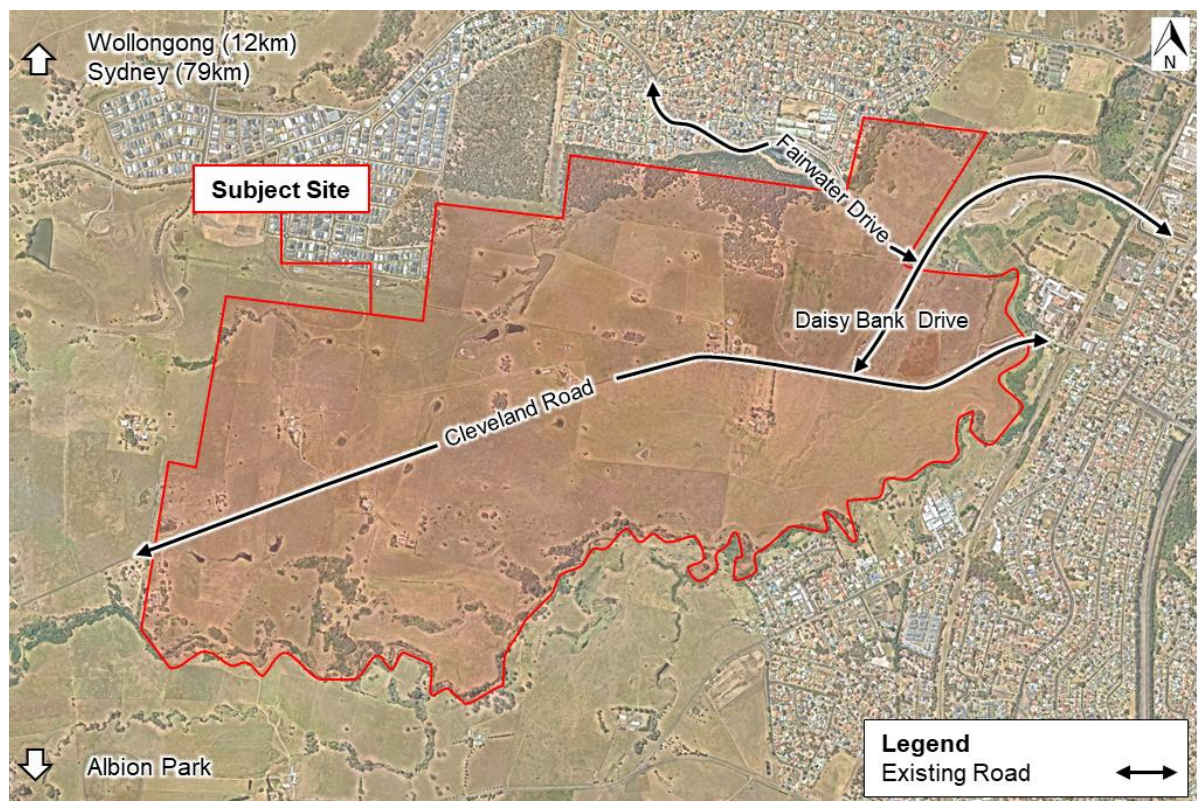 Wollongong (12km)
Sydney (79km)
N
Subject Site
Fairwater Drive
Daisy Bank Drive
Cleveland Road
Albion Park
Legend
Existing Road